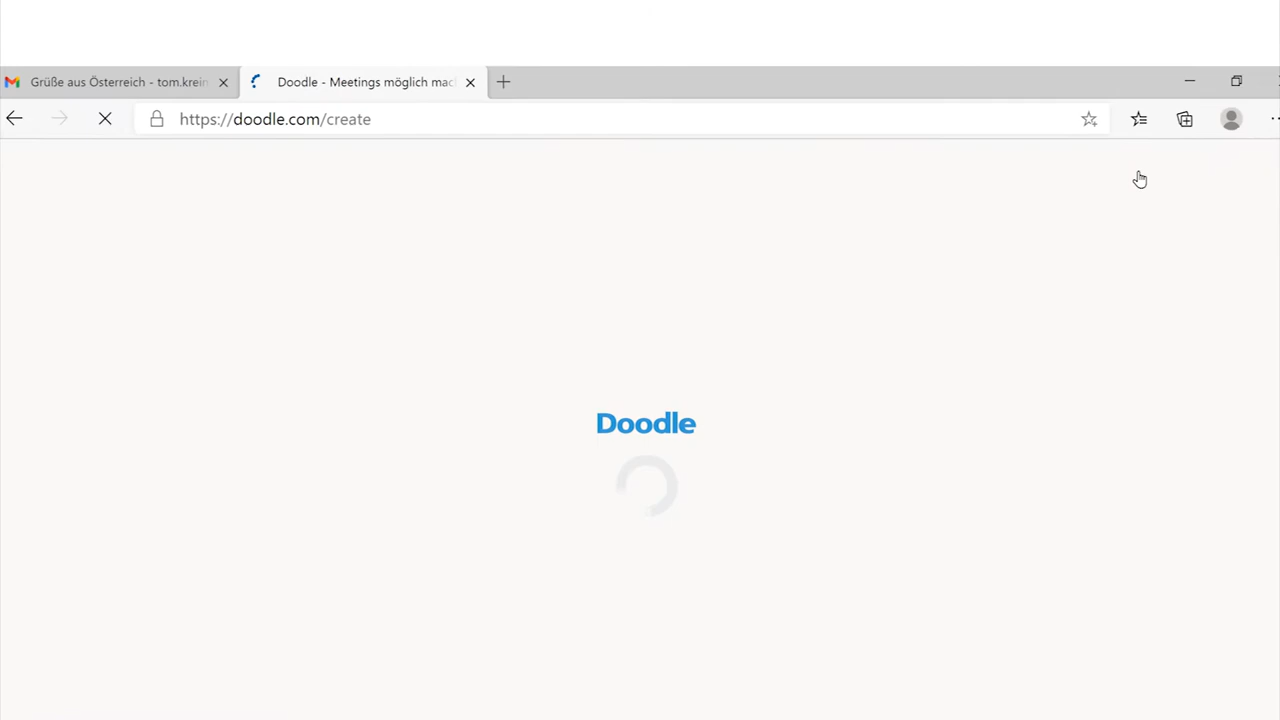 Grüße aus Österreich - tom.krein
Doodle - Meetings möglich mac
https://doodle.com/create
Doodle